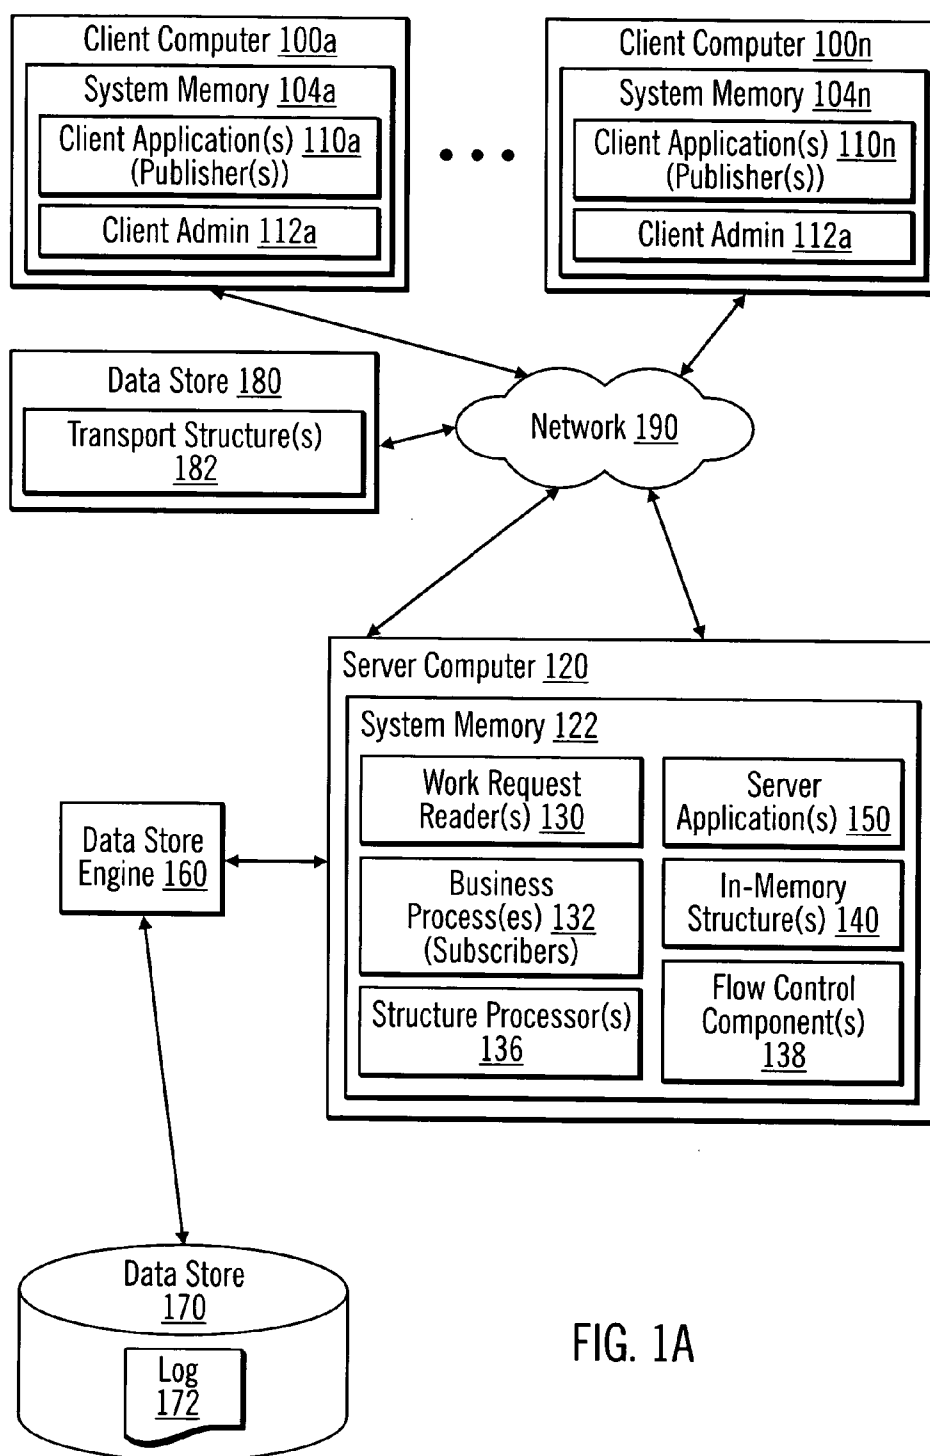 Client Computer 100a
System Memory 104a
Client Application(s) 110a
(Publisher(s))
Client Admin 112a
Client Computer 100n
System Memory 104n
Client Application(s) 110n
(Publisher(s))
Client Admin 112a
Data Store 180
Transport Structure(s)
182
Network 190
Server Computer 120
System Memory 122
Work Request
Reader(s) 130
Server
Application(s) 150
Business
Process(es) 132
(Subscribers)
In-Memory
Structure(s) 140
Structure Processor(s)
136
Flow Control
Component(s)
138
Data Store
Engine 160
Data Store
170
Log
172
FIG. 1A